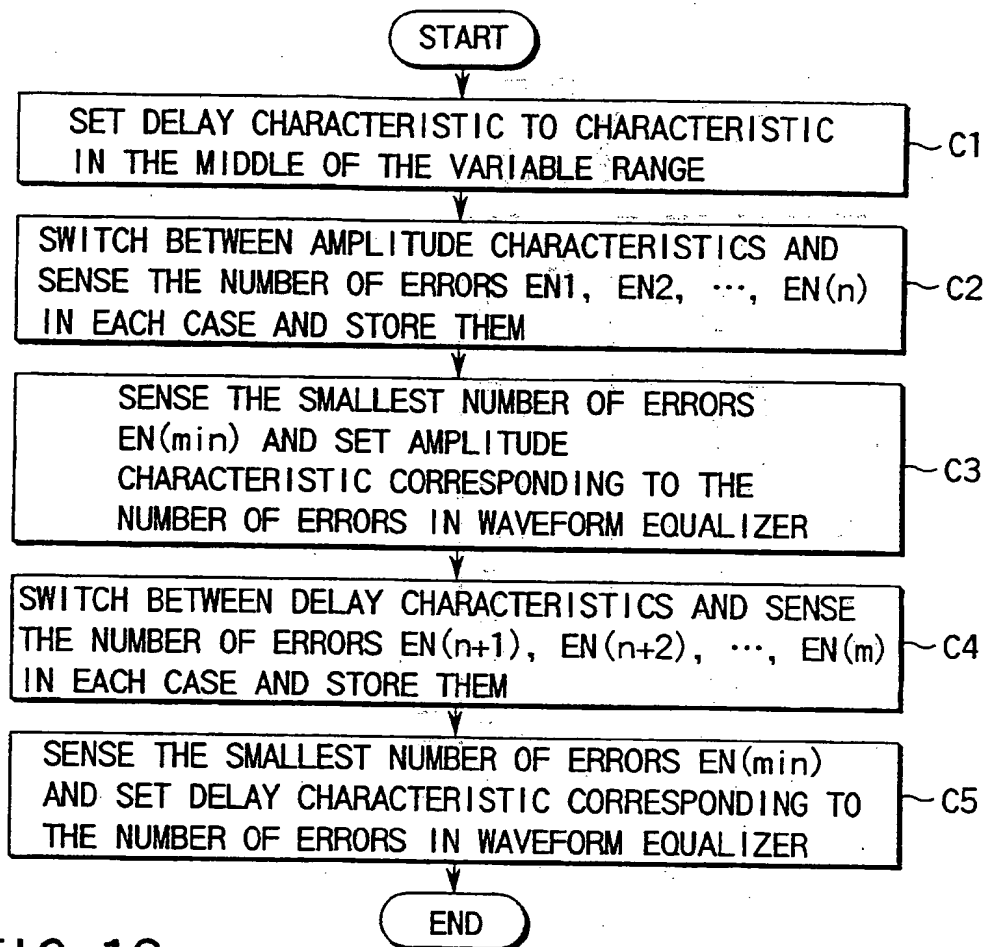 START
SET DELAY CHARACTERISTIC TO CHARACTERISTIC
IN THE MIDDLE OF THE VARIABLE RANGE
C1
SWITCH BETWEEN AMPLITUDE CHARACTERISTICS AND
SENSE THE NUMBER OF ERRORS EN1, EN2, ···, EN(n)
IN EACH CASE AND STORE THEM
C2
SENSE THE SMALLEST NUMBER OF ERRORS
EN(min) AND SET AMPLITUDE
CHARACTERISTIC CORRESPONDING TO THE
NUMBER OF ERRORS IN WAVEFORM EQUALIZER
C3
SWITCH BETWEEN DELAY CHARACTERISTICS AND SENSE
THE NUMBER OF ERRORS EN(n+1), EN(n+2), ···, EN(m)
IN EACH CASE AND STORE THEM
C4
SENSE THE SMALLEST NUMBER OF ERRORS EN(min)
AND SET DELAY CHARACTERISTIC CORRESPONDING TO
THE NUMBER OF ERRORS IN WAVEFORM EQUALIZER
C5
END